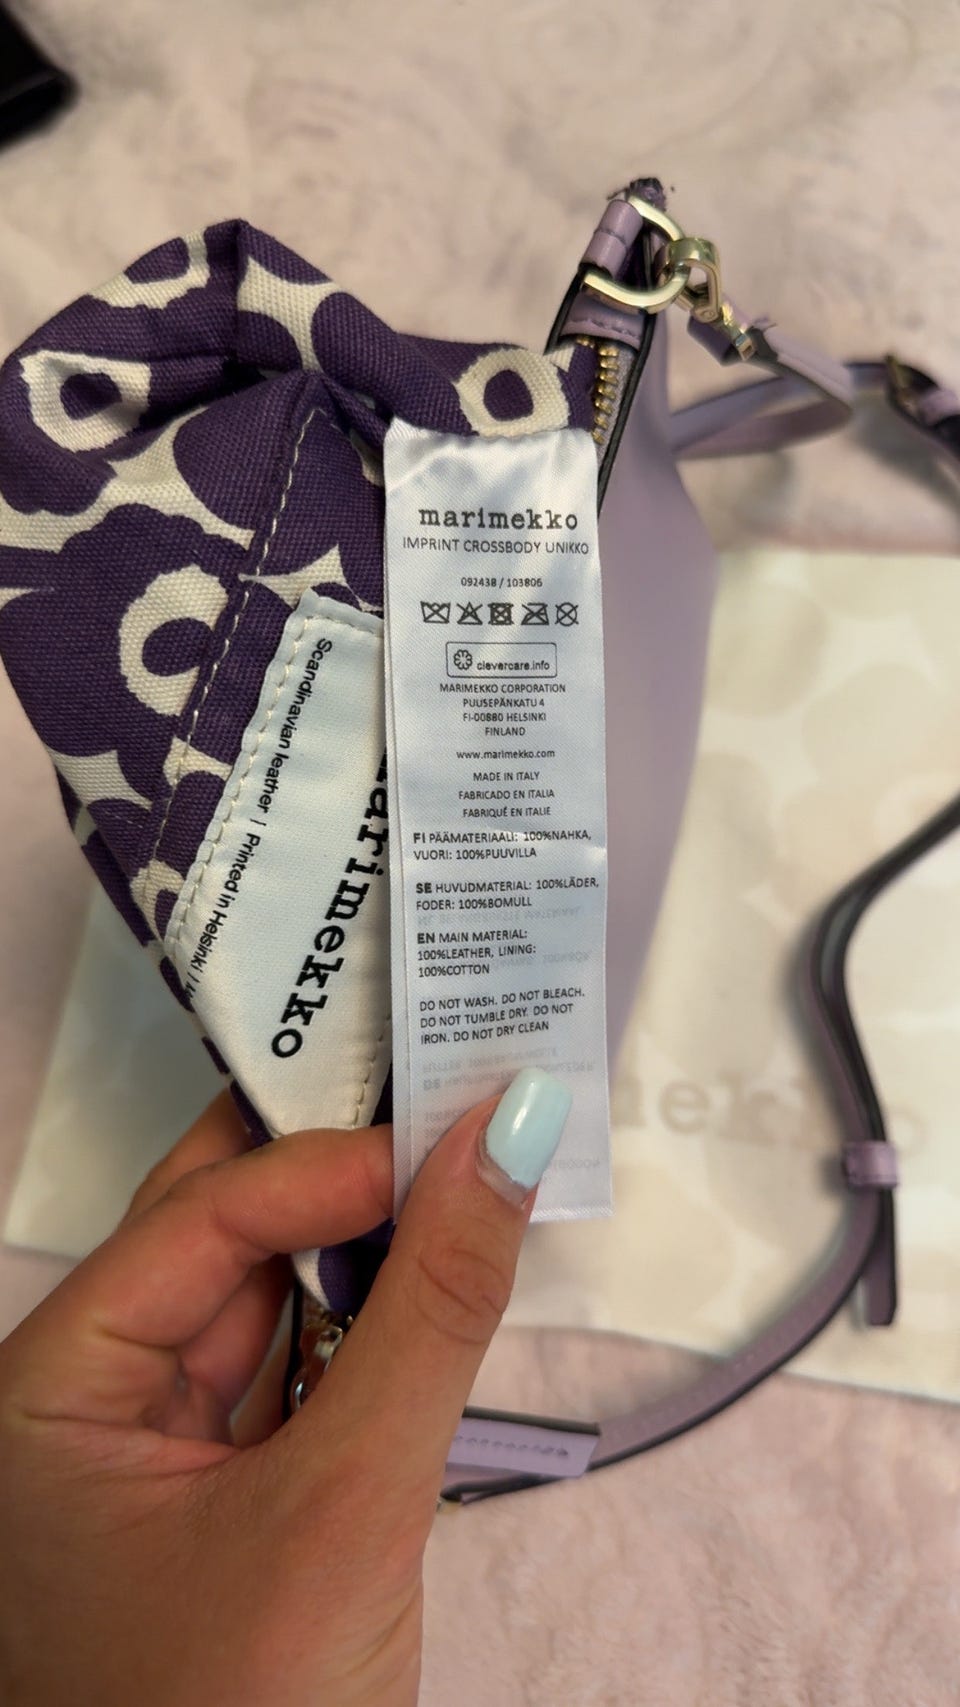 marimekko
IMPRINT CROSSBODY UNIKKO
092438 / 103806
clevercare.info
MARIMEKKO CORPORATION
PUUSEPÄNKATU 4
FI-00880 HELSINKI
FINLAND
www.marimekko.com
MADE IN ITALY
FABRICADO EN ITALIA
FABRIQUÉ EN ITALIE
FI PÄÄMATERIAALI: 100%NAHKA,
VUORI: 100%PUUVILLA
SE HUVUDMATERIAL: 100%LÄDER,
FODER: 100%BOMULL
EN MAIN MATERIAL:
100%LEATHER, LINING:
100%COTTON
DO NOT WASH. DO NOT BLEACH.
DO NOT TUMBLE DRY. DO NOT
IRON. DO NOT DRY CLEAN
marimekko
Scandinavian leather | Printed in Helsinki |